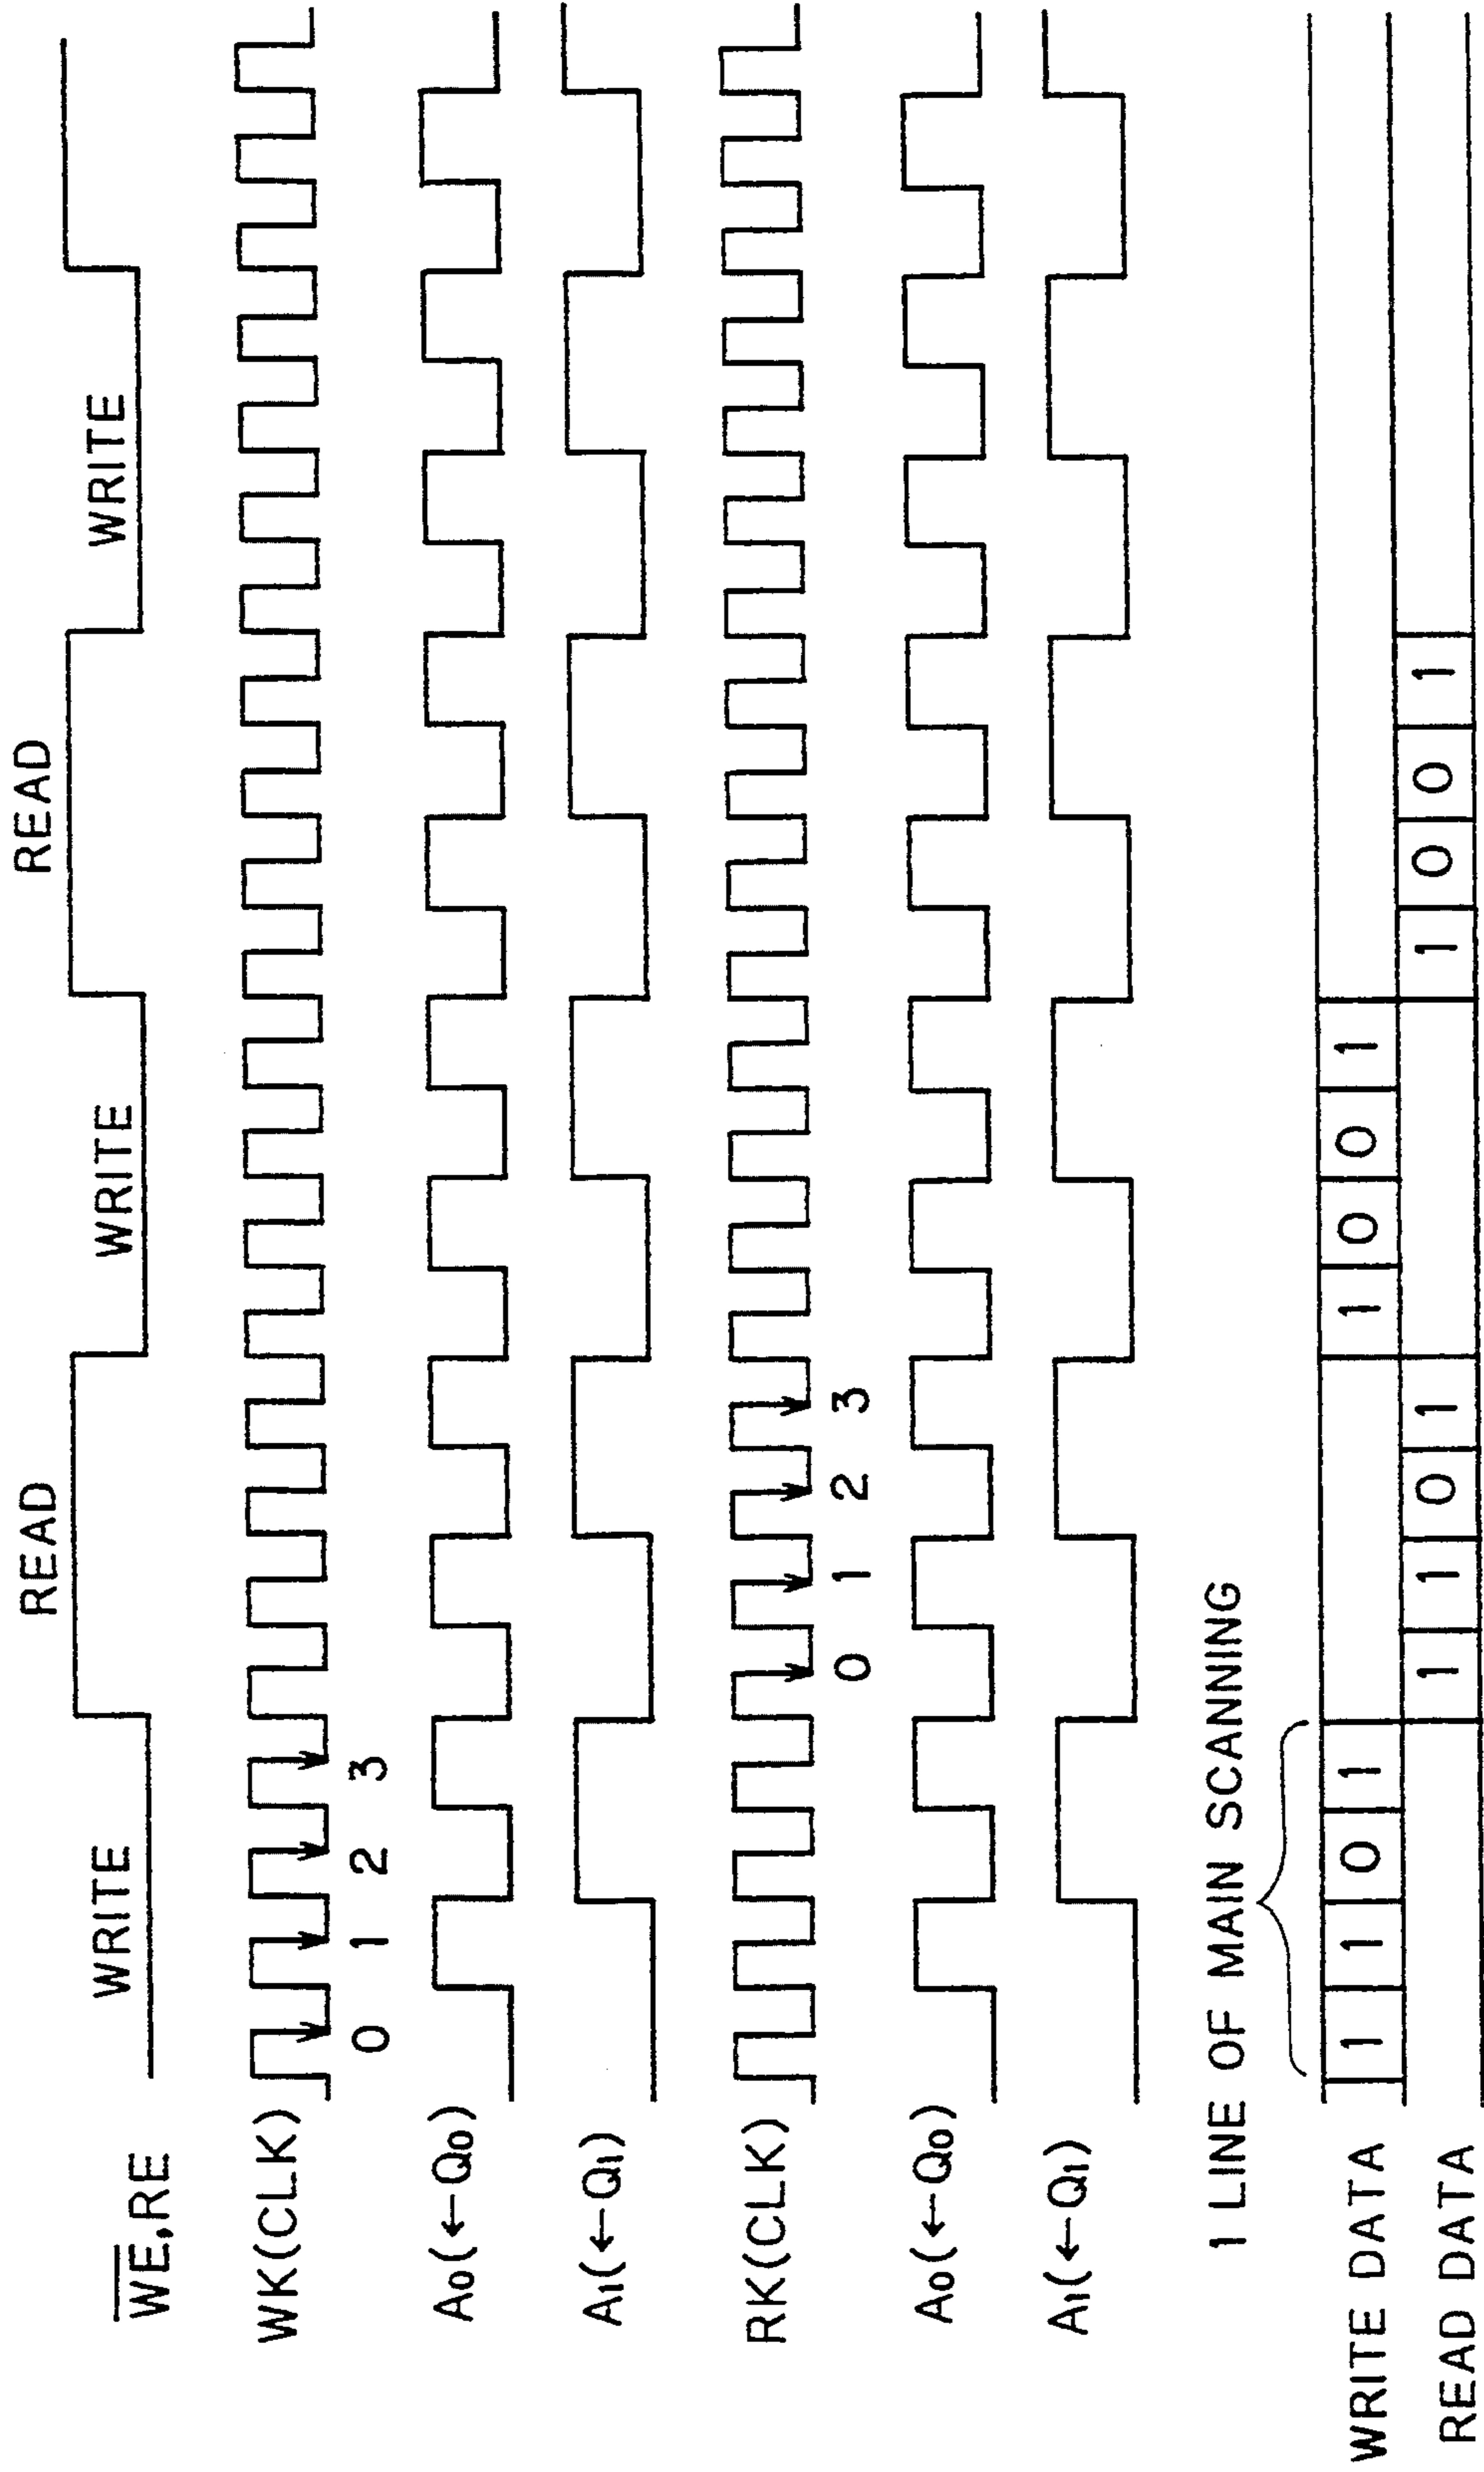 WRITE READ WRITE READ WRITE
W̅E̅,RE
WK(CLK)
0 1 2 3
A₀(←Q₀)
A₁(←Q₁)
RK(CLK)
0 1 2 3
A₀(←Q₀)
A₁(←Q₁)
1 LINE OF MAIN SCANNING
WRITE DATA 1 1 0 1 1 0 0 1
READ DATA 1 1 0 1 1 0 0 1